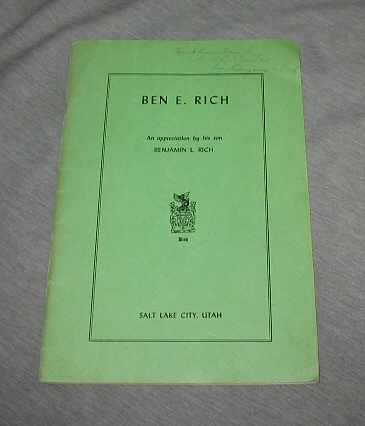 BEN E. RICH
An appreciation by his son
BENJAMIN L. RICH
Rich
SALT LAKE CITY, UTAH